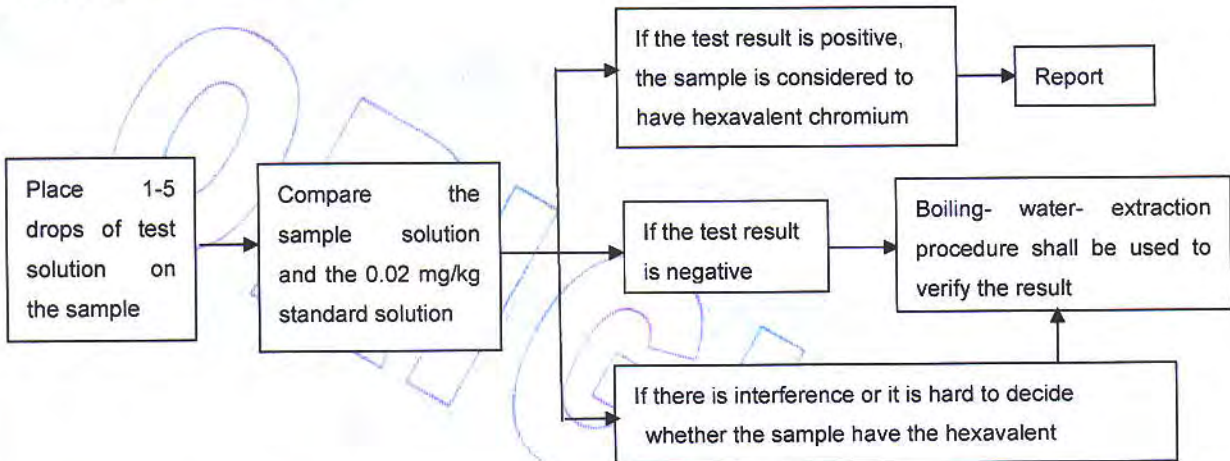 If the test result is positive,
the sample is considered to
have hexavalent chromium
Report
Place 1-5
drops of test
solution on
the sample
Compare the
sample solution
and the 0.02 mg/kg
standard solution
If the test result
is negative
Boiling- water- extraction
procedure shall be used to
verify the result
If there is interference or it is hard to decide
whether the sample have the hexavalent